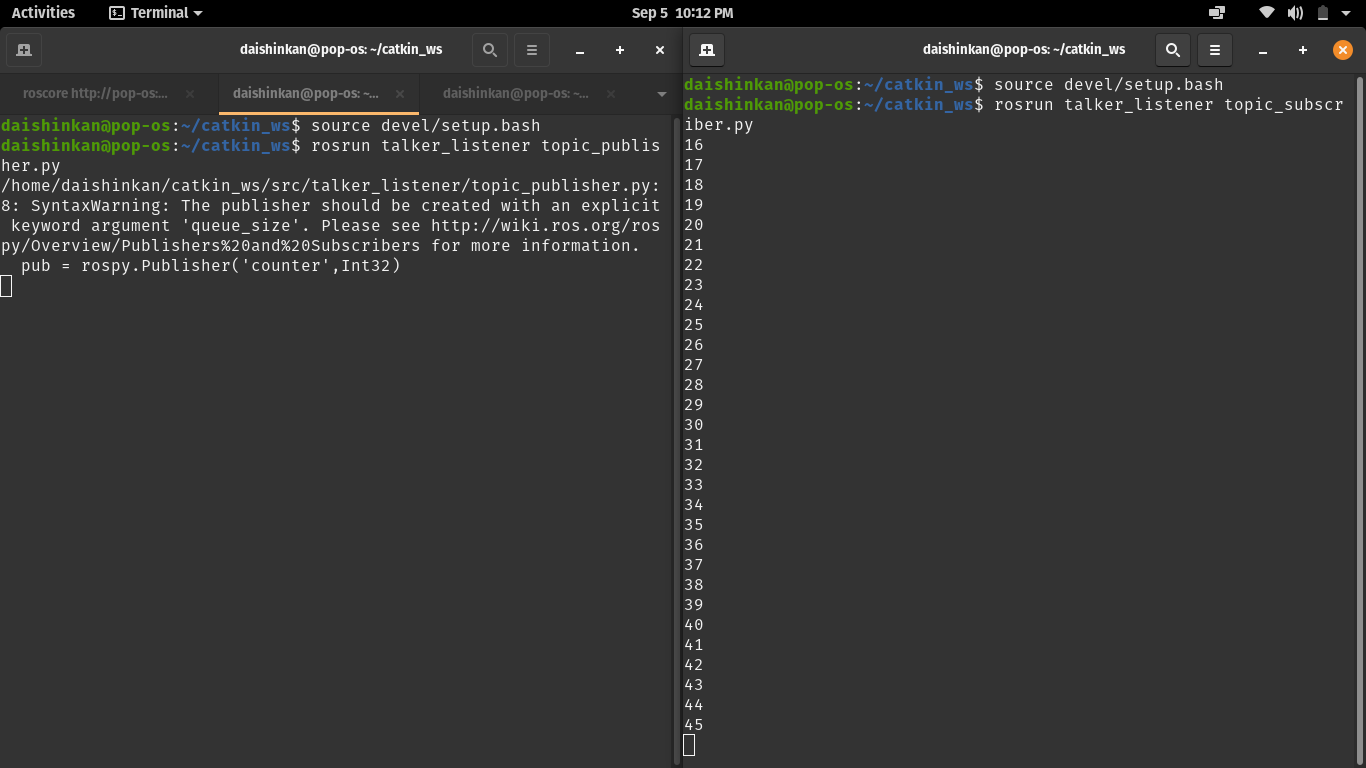 Activities
Terminal
Sep 5 10:12 PM
daishinkan@pop-os: ~/catkin_ws
roscore http://pop-os:...
daishinkan@pop-os: ~...
daishinkan@pop-os: ~...
daishinkan@pop-os:~/catkin_ws$ source devel/setup.bash
daishinkan@pop-os:~/catkin_ws$ rosrun talker_listener topic_publis
her.py
/home/daishinkan/catkin_ws/src/talker_listener/topic_publisher.py:
8: SyntaxWarning: The publisher should be created with an explicit
 keyword argument 'queue_size'. Please see http://wiki.ros.org/ros
py/Overview/Publishers%20and%20Subscribers for more information.
  pub = rospy.Publisher('counter',Int32)
daishinkan@pop-os: ~/catkin_ws
daishinkan@pop-os:~/catkin_ws$ source devel/setup.bash
daishinkan@pop-os:~/catkin_ws$ rosrun talker_listener topic_subscr
iber.py
16
17
18
19
20
21
22
23
24
25
26
27
28
29
30
31
32
33
34
35
36
37
38
39
40
41
42
43
44
45